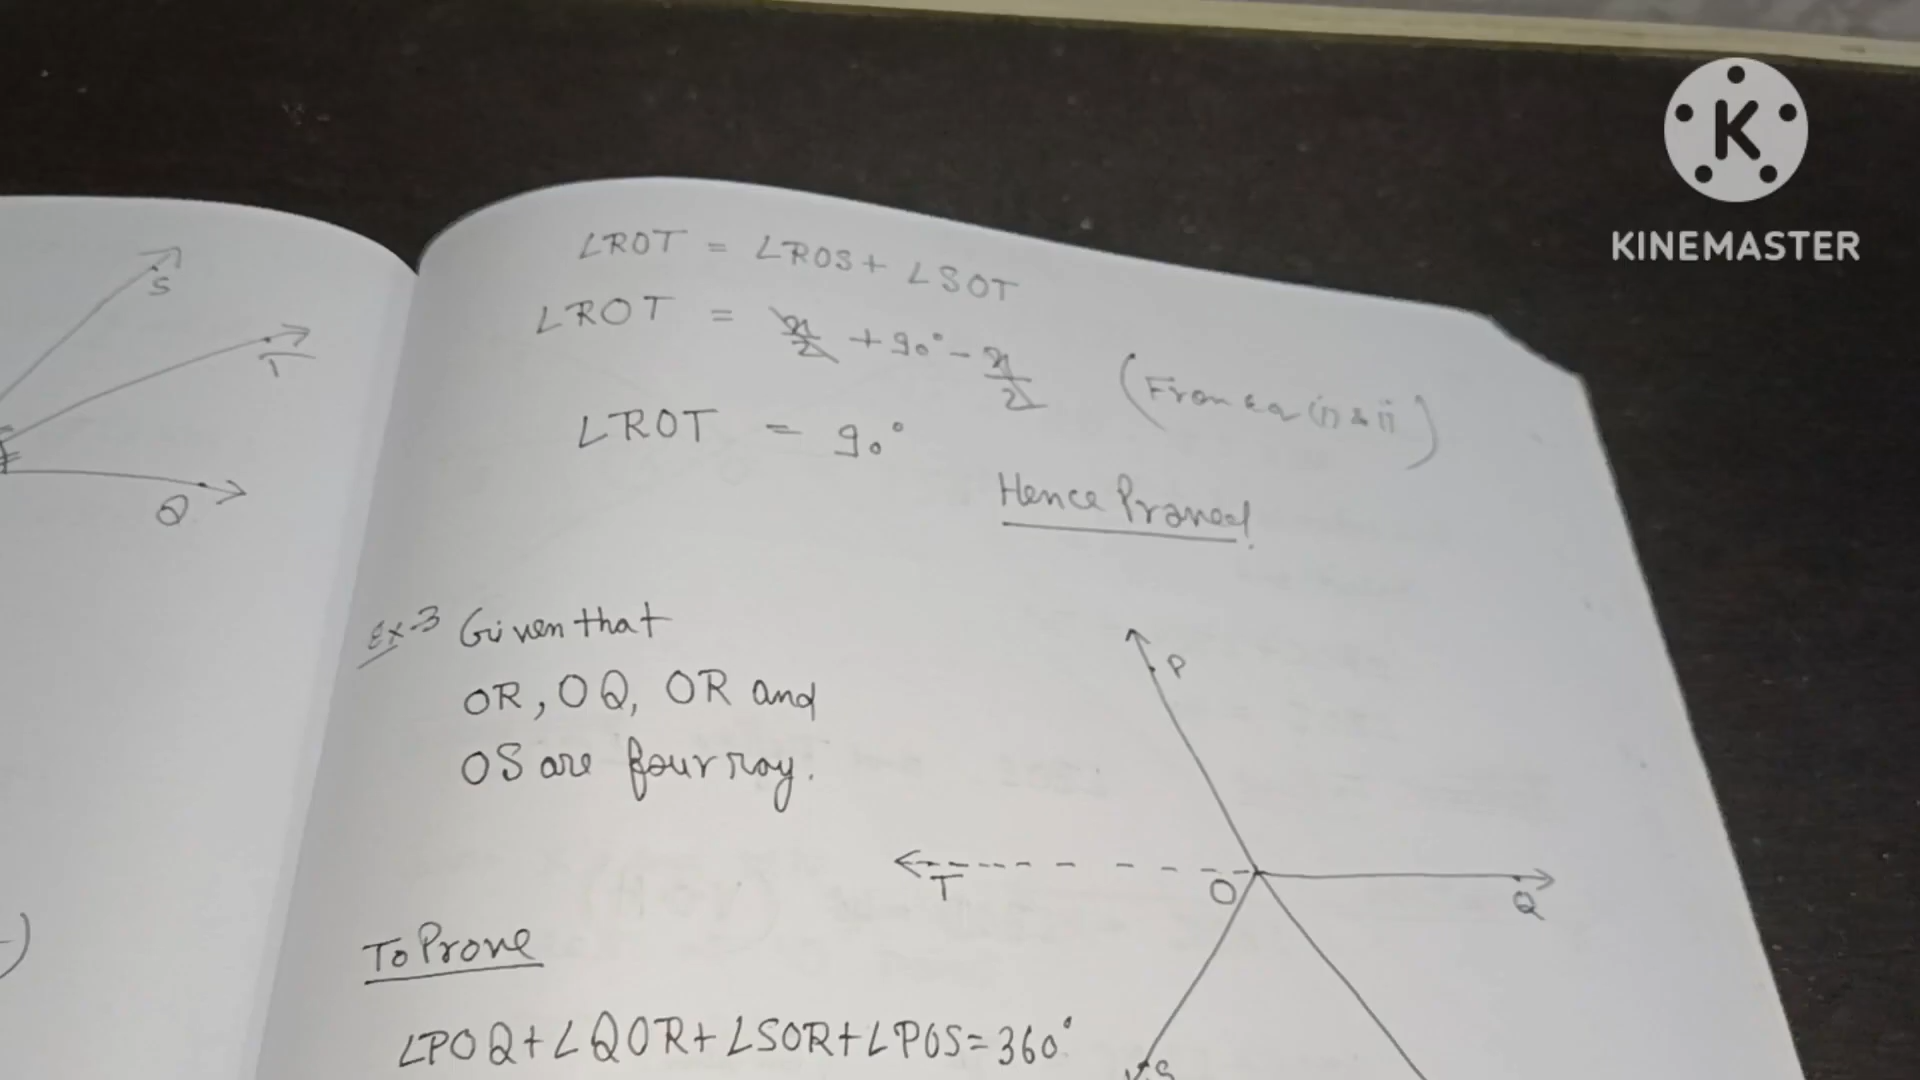 K
KINEMASTER
S
T
Q
∠ROT = ∠ROS + ∠SOT
∠ROT = x/2 + 90° - x/2 (From eq (i) & ii)
∠ROT = 90°
Hence Proved!
Ex-3 Given that
OR, OQ, OR and
OS are four ray.
P
T
O
Q
To Prove
∠POQ+∠QOR+∠SOR+∠POS=360°
S